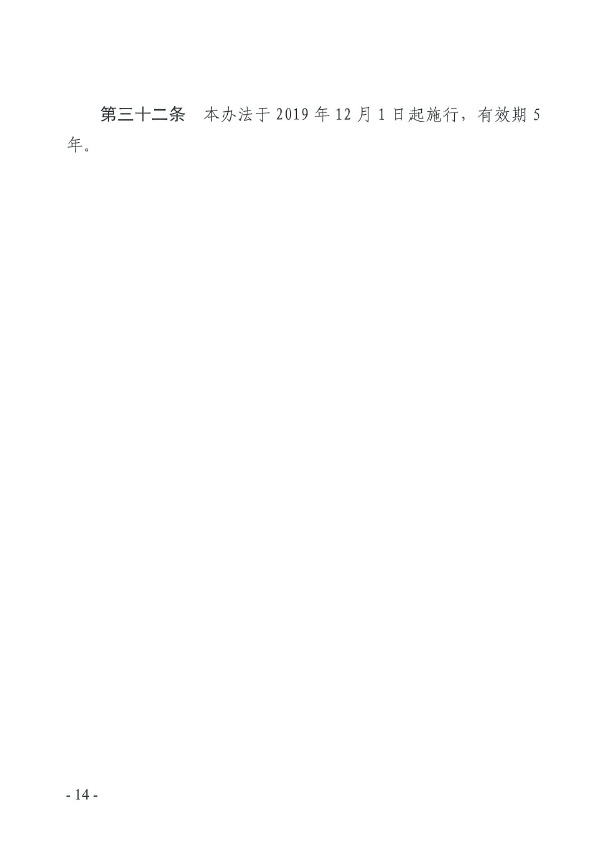 第三十二条 本办法于 2019 年 12 月 1 日起施行，有效期 5
年。
- 14 -